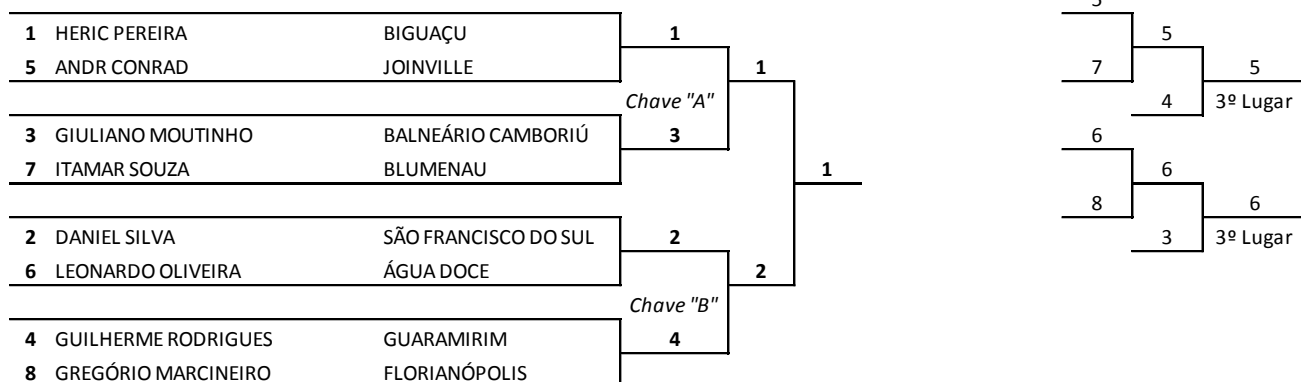 1 HERIC PEREIRA BIGUAÇU 1 5
5 ANDR CONRAD JOINVILLE 1 7 5
Chave "A" 4 3º Lugar
3 GIULIANO MOUTINHO BALNEÁRIO CAMBORIÚ 3 6
7 ITAMAR SOUZA BLUMENAU 1 6
8 6
2 DANIEL SILVA SÃO FRANCISCO DO SUL 2 3 3º Lugar
6 LEONARDO OLIVEIRA ÁGUA DOCE 2
Chave "B"
4 GUILHERME RODRIGUES GUARAMIRIM 4
8 GREGÓRIO MARCINEIRO FLORIANÓPOLIS